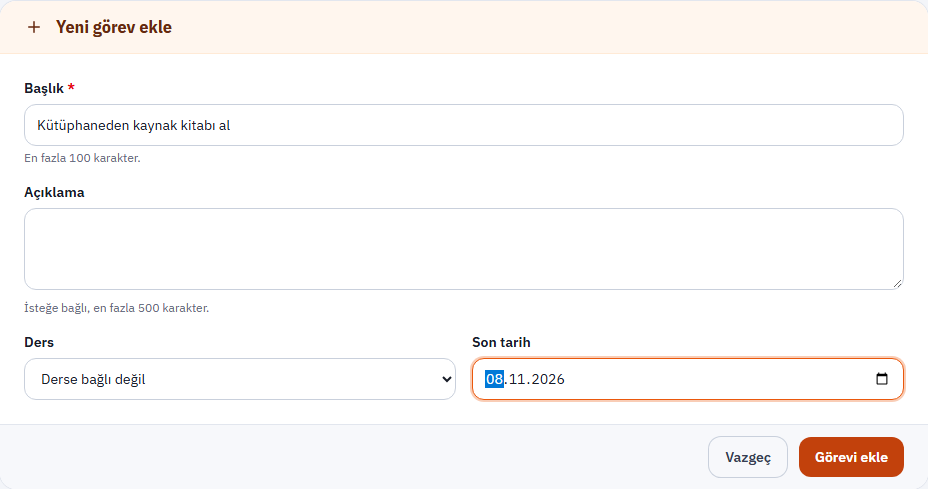 + Yeni görev ekle
Başlık *
Kütüphaneden kaynak kitabı al
En fazla 100 karakter.
Açıklama
İsteğe bağlı, en fazla 500 karakter.
Ders
Son tarih
Derse bağlı değil
08.11.2026
Vazgeç
Görevi ekle